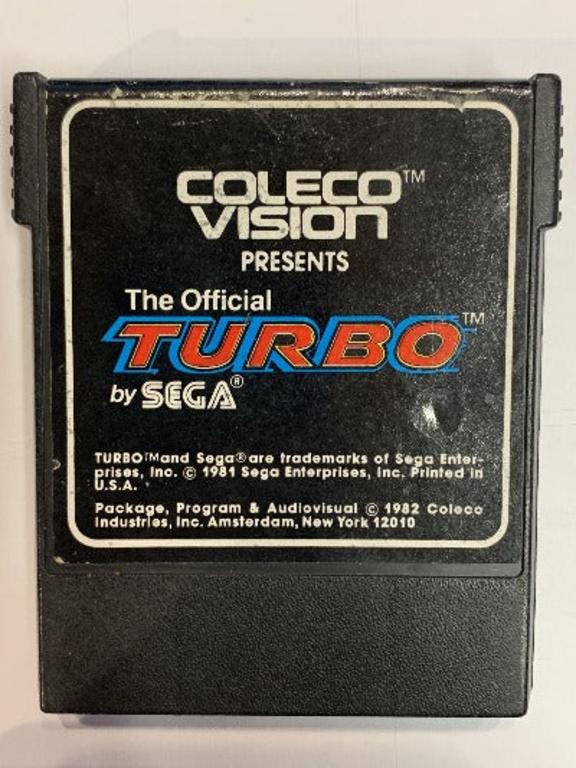 COLECO™
VISION
PRESENTS
The Official
TURBO™
by SEGA®
TURBO™and Sega®are trademarks of Sega Enter-
prises, Inc. © 1981 Sega Enterprises, Inc. Printed in
U.S.A.
Package, Program & Audiovisual © 1982 Coleco
Industries, Inc. Amsterdam, New York 12010